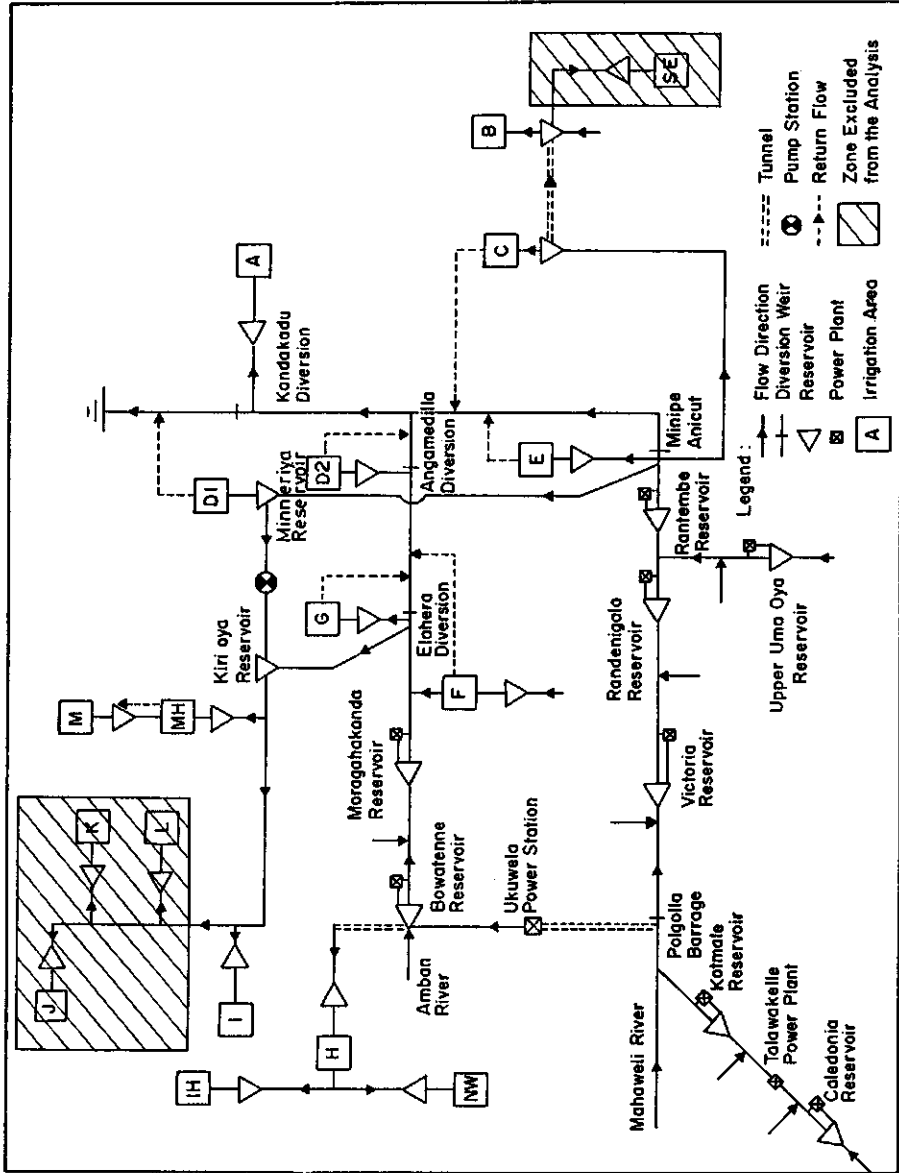 J
K
L
M
MH
I
IH
H
NW
Kiri oya
Reservoir
D1
Minneriya
Reservoir
Kandakadu
Diversion
A
D2
Angamedilla
Diversion
G
Elahera
Diversion
F
Moragahakanda
Reservoir
Bowatenne
Reservoir
Amban
River
Ukuwela
Power Station
C
B
SE
E
Minipe
Anicut
Rantembe
Reservoir
Randenigala
Reservoir
Upper Uma Oya
Reservoir
Victoria
Reservoir
Polgolla
Barrage
Mahaweli River
Kotmate
Reservoir
Talawakelle
Power Plant
Caledonia
Reservoir
Legend :
Flow Direction
Diversion Weir
Reservoir
Power Plant
A
Irrigation Area
Tunnel
Pump Station
Return Flow
Zone Excluded
from the Analysis